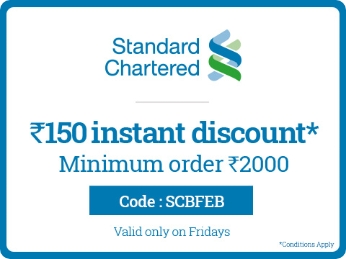 Standard
Chartered
₹150 instant discount*
Minimum order ₹2000
Code : SCBFEB
Valid only on Fridays
*Conditions Apply